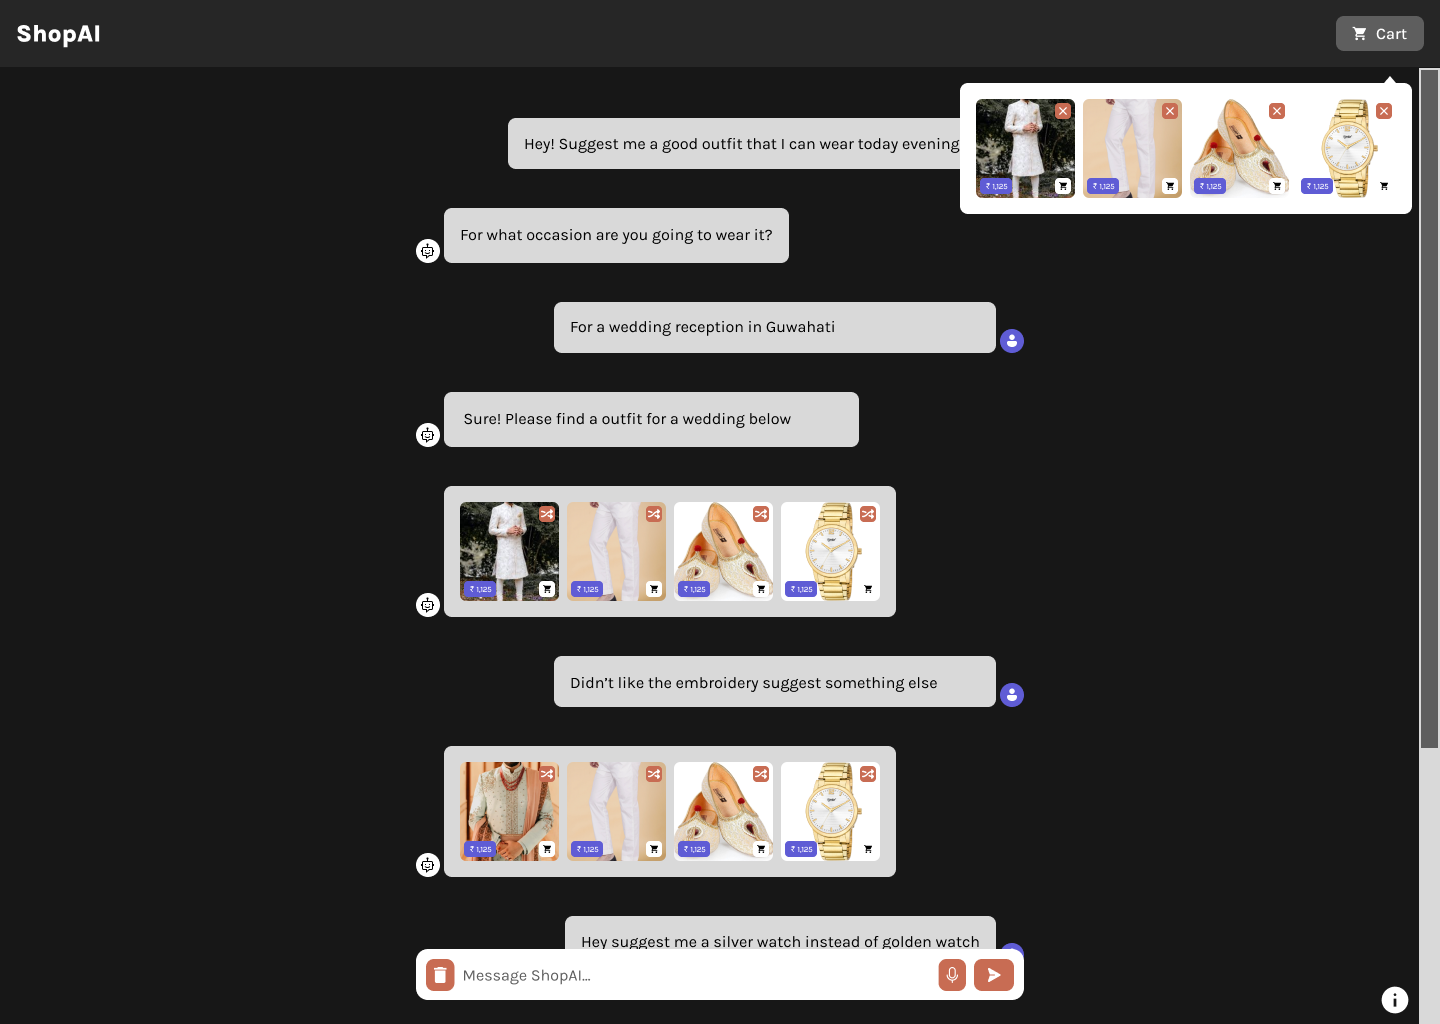 ShopAI
Cart
Hey! Suggest me a good outfit that I can wear today evening
₹ 1,125
₹ 1,125
₹ 1,125
₹ 1,125
For what occasion are you going to wear it?
For a wedding reception in Guwahati
Sure! Please find a outfit for a wedding below
₹ 1,125
₹ 1,125
₹ 1,125
₹ 1,125
Didn’t like the embroidery suggest something else
₹ 1,125
₹ 1,125
₹ 1,125
₹ 1,125
Hey suggest me a silver watch instead of golden watch
Message ShopAI...